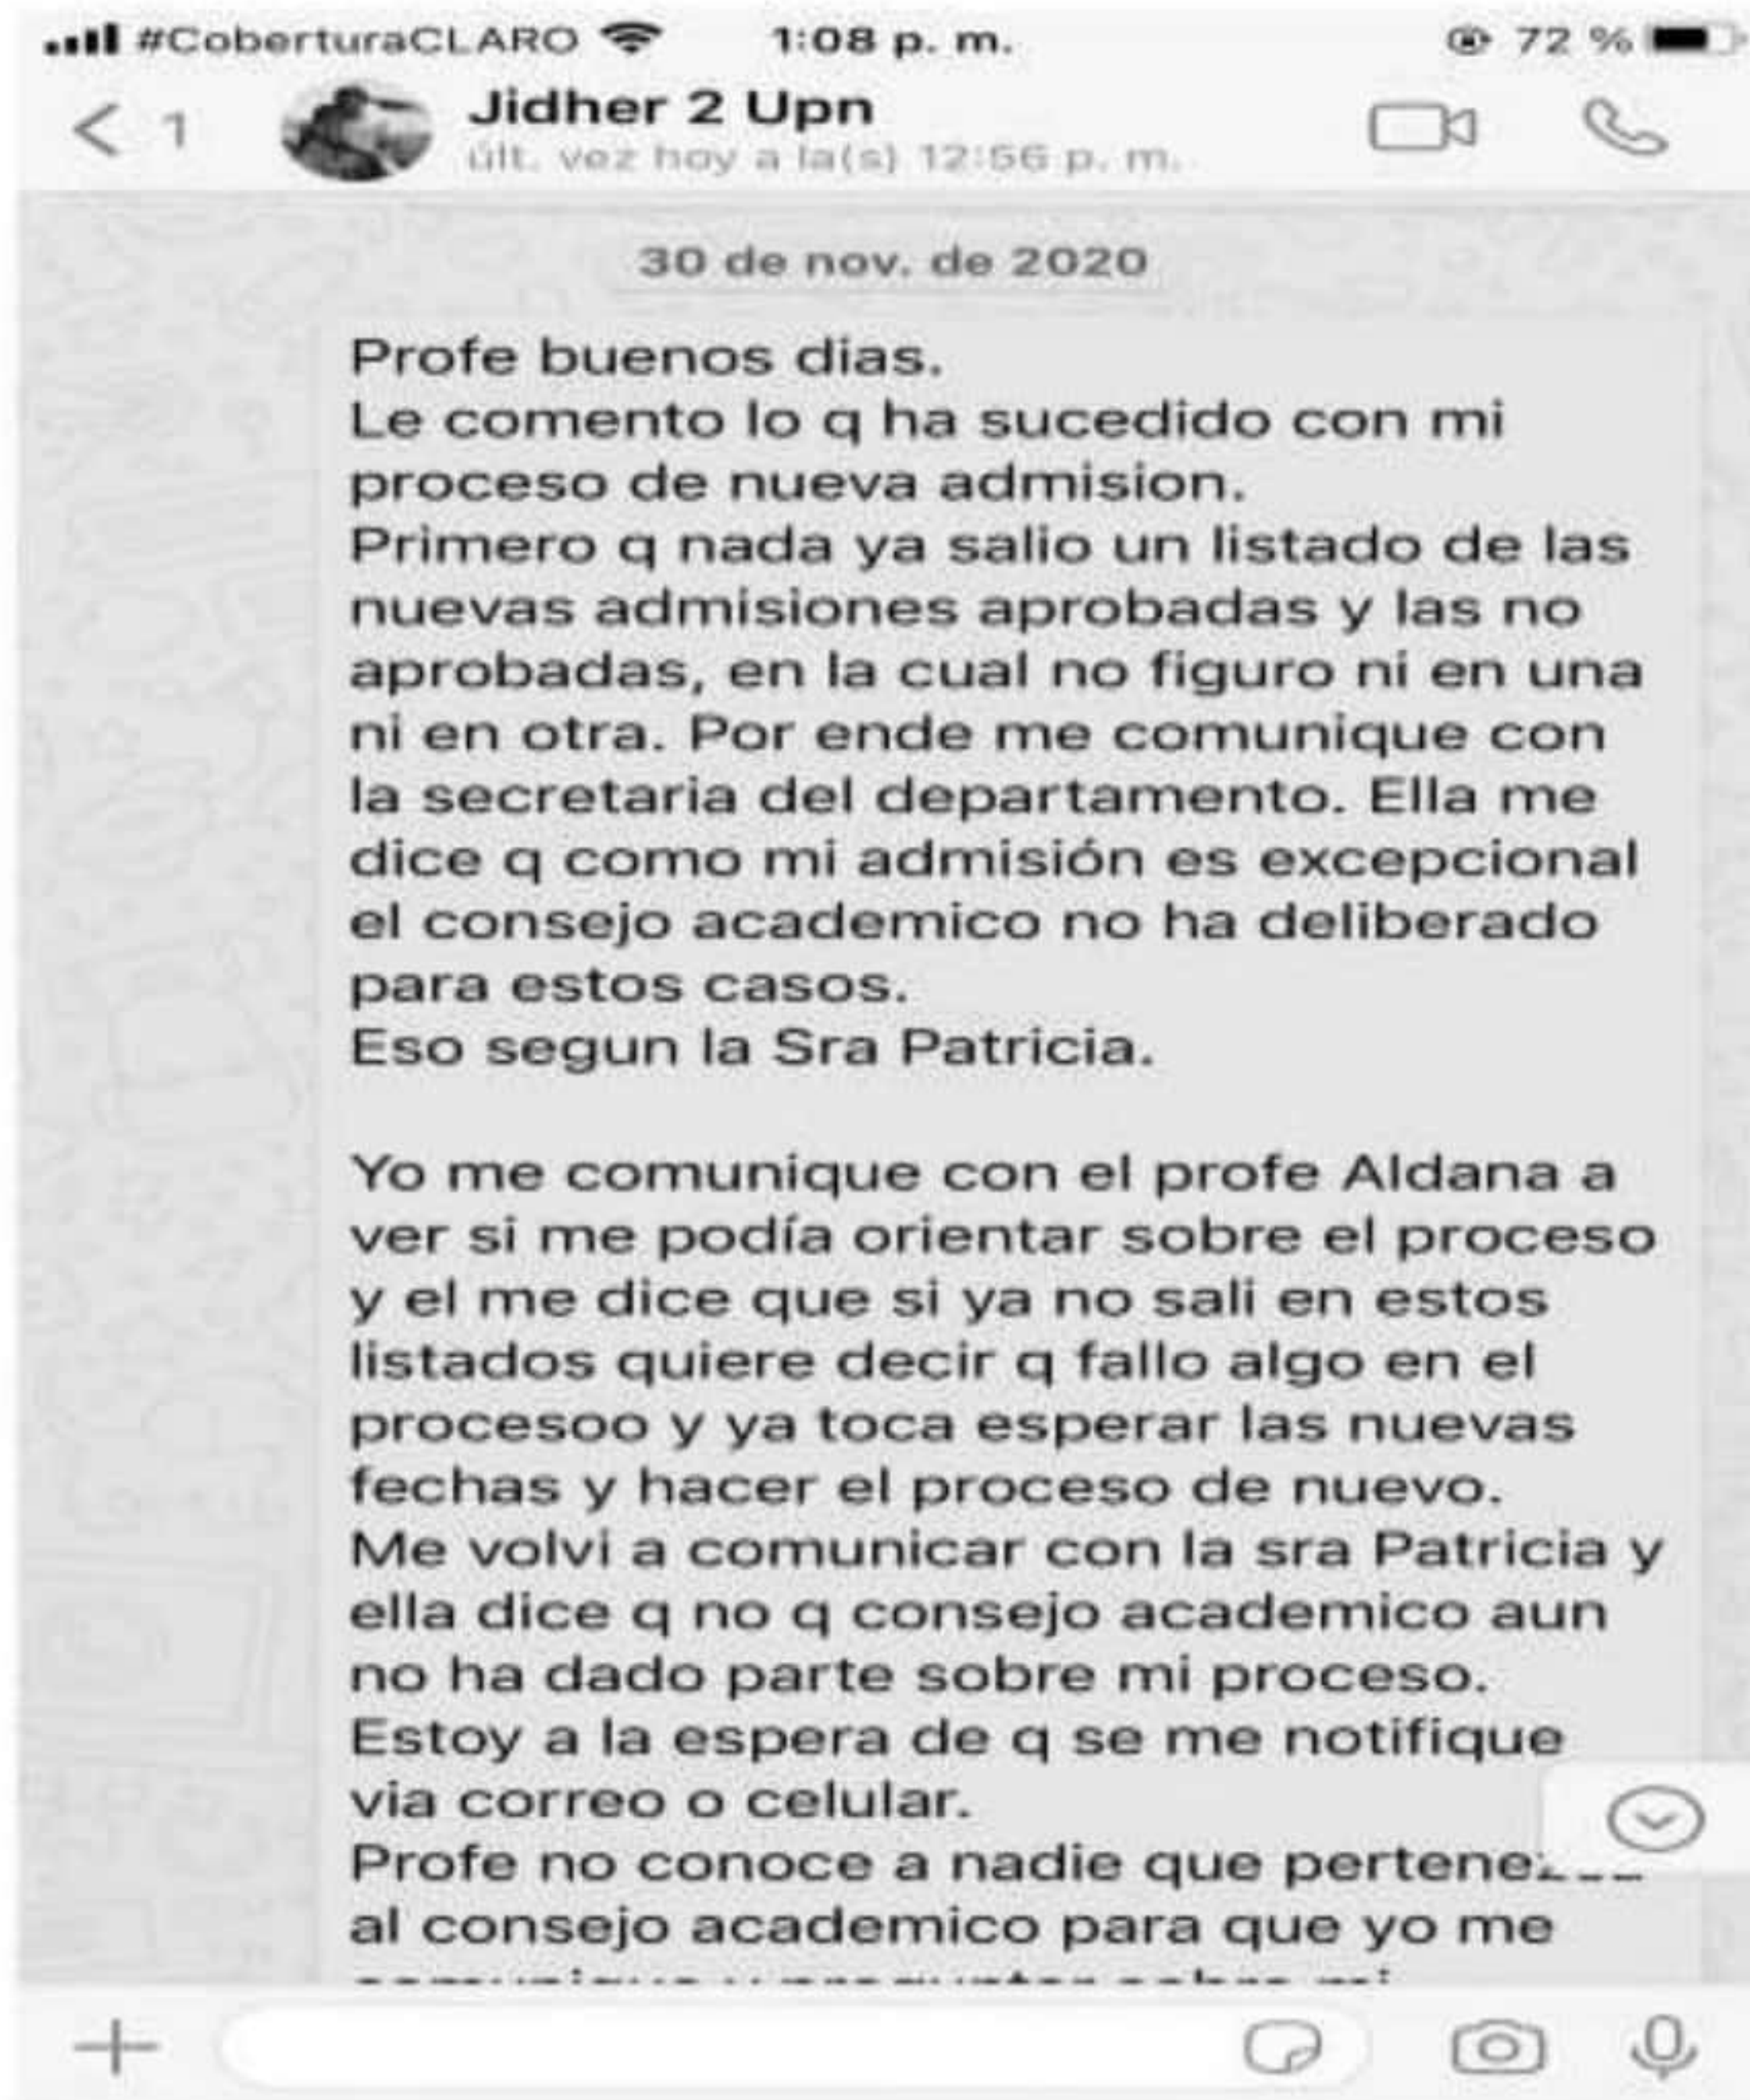 #CoberturaCLARO 1:08 p. m. 72 %
< 1 Jidher 2 Upn
últ. vez hoy a la(s) 12:56 p. m.
30 de nov. de 2020
Profe buenos dias.
Le comento lo q ha sucedido con mi
proceso de nueva admision.
Primero q nada ya salio un listado de las
nuevas admisiones aprobadas y las no
aprobadas, en la cual no figuro ni en una
ni en otra. Por ende me comunique con
la secretaria del departamento. Ella me
dice q como mi admisión es excepcional
el consejo academico no ha deliberado
para estos casos.
Eso segun la Sra Patricia.
Yo me comunique con el profe Aldana a
ver si me podía orientar sobre el proceso
y el me dice que si ya no sali en estos
listados quiere decir q fallo algo en el
procesoo y ya toca esperar las nuevas
fechas y hacer el proceso de nuevo.
Me volvi a comunicar con la sra Patricia y
ella dice q no q consejo academico aun
no ha dado parte sobre mi proceso.
Estoy a la espera de q se me notifique
via correo o celular.
Profe no conoce a nadie que
al consejo academico para que yo me